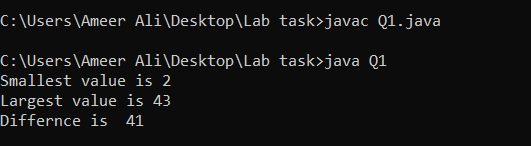 C:\Users\Ameer Ali\Desktop\Lab task>javac Q1.java
C:\Users\Ameer Ali\Desktop\Lab task>java Q1
Smallest value is 2
Largest value is 43
Differnce is  41